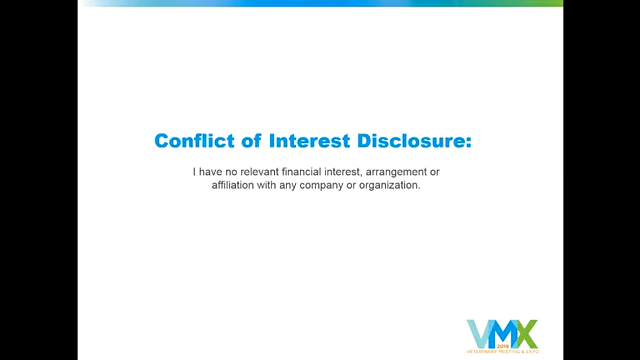 Conflict of Interest Disclosure:
I have no relevant financial interest, arrangement or
affiliation with any company or organization.
VMX
2019
VETERINARY MEETING & EXPO